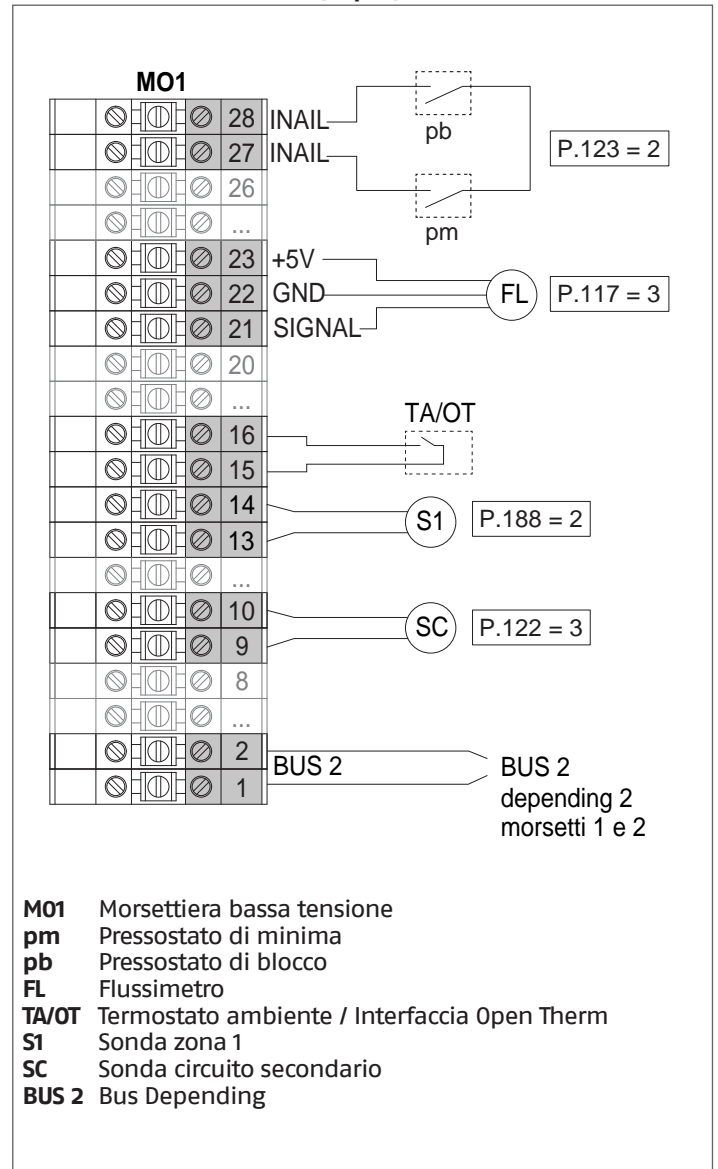 MO1
28 INAIL
pb
27 INAIL
P.123 = 2
26
pm
...
23 +5V
22 GND FL P.117 = 3
21 SIGNAL
20
...
TA/OT
16
15
14
S1 P.188 = 2
13
...
10
SC P.122 = 3
9
8
...
2
BUS 2 BUS 2
1
depending 2
morsetti 1 e 2
M01 Morsettiera bassa tensione
pm Pressostato di minima
pb Pressostato di blocco
FL Flussimetro
TA/OT Termostato ambiente / Interfaccia Open Therm
S1 Sonda zona 1
SC Sonda circuito secondario
BUS 2 Bus Depending